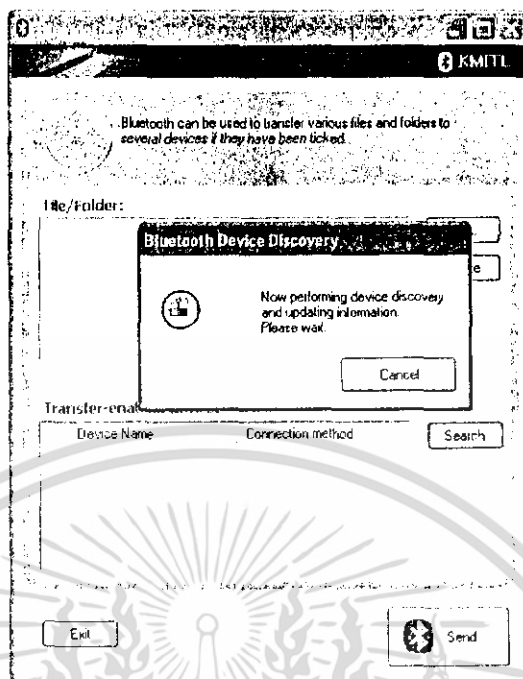 KMITL
Bluetooth can be used to transfer various files and folders to
several devices if they have been ticked.
File/Folder:
Bluetooth Device Discovery
Now performing device discovery
and updating information.
Please wait.
Cancel
Device Name Connection method
Search
Exit
Send